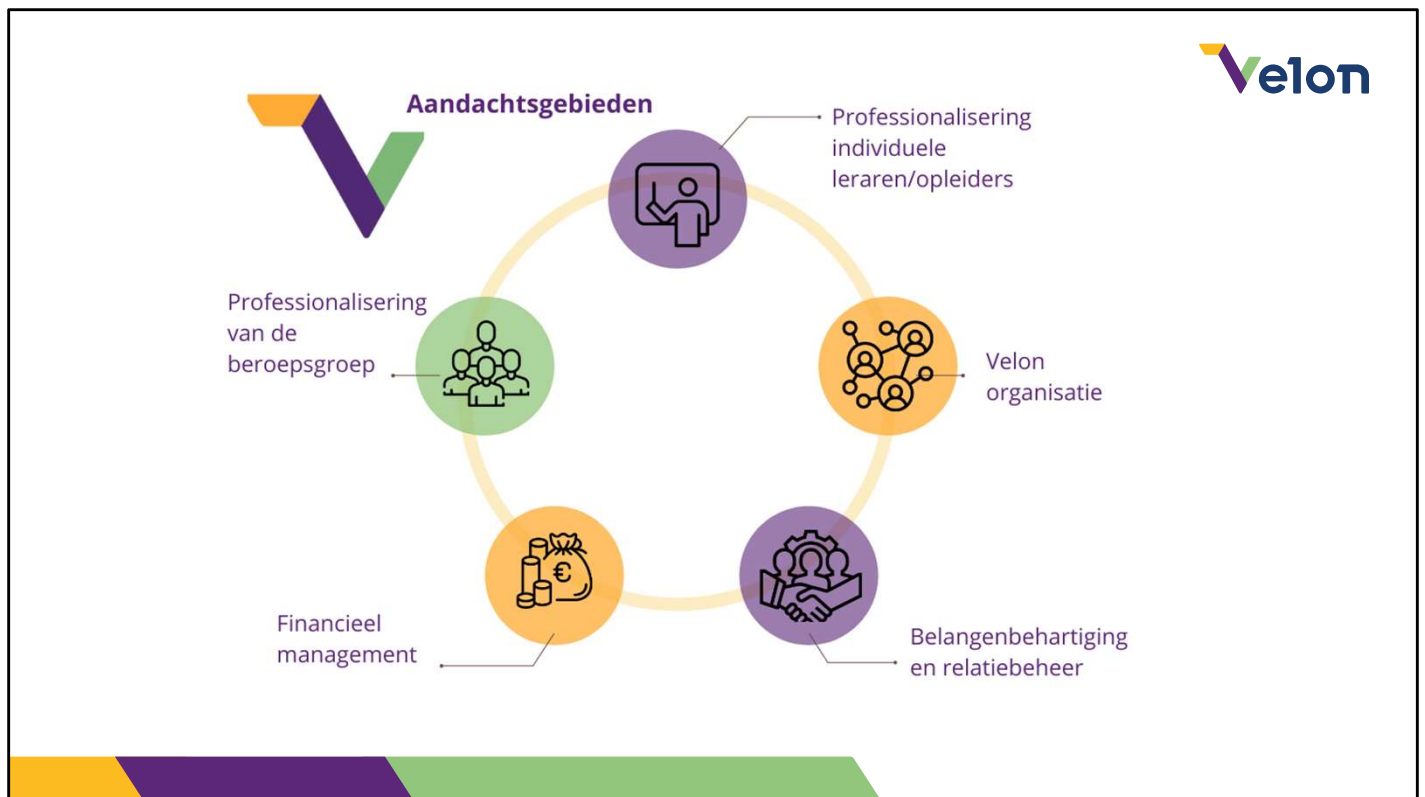 Velon
Aandachtsgebieden
Professionalisering
individuele
leraren/opleiders
Professionalisering
van de
beroepsgroep
Velon
organisatie
€
Financieel
management
Belangenbehartiging
en relatiebeheer